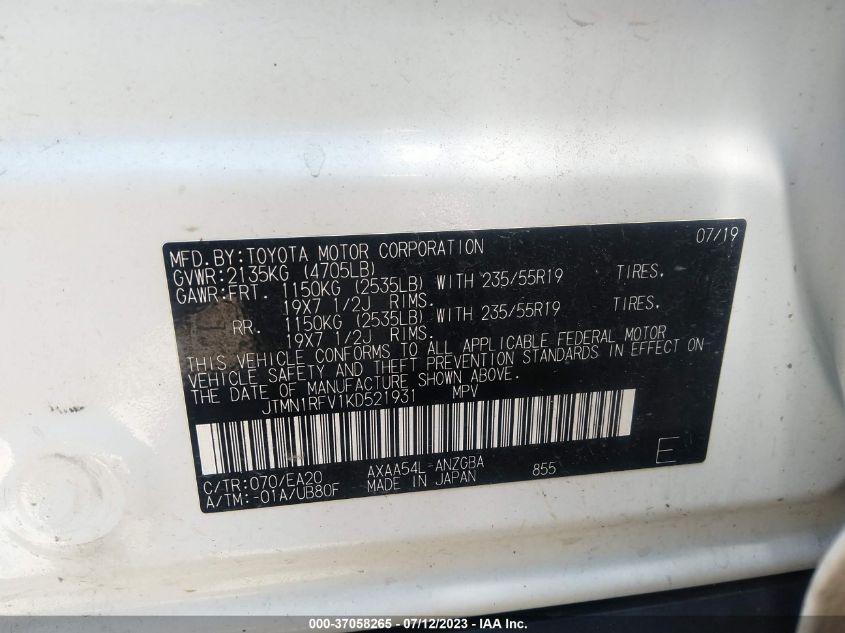 MFD.BY:TOYOTA MOTOR CORPORATION 07/19
GVWR:2135KG (4705LB)
GAWR:FRT. 1150KG (2535LB) WITH 235/55R19 TIRES.
19X7 1/2J RIMS.
RR. 1150KG (2535LB) WITH 235/55R19 TIRES.
19X7 1/2J RIMS.
THIS VEHICLE CONFORMS TO ALL APPLICABLE FEDERAL MOTOR
VEHICLE SAFETY AND THEFT PREVENTION STANDARDS IN EFFECT ON
THE DATE OF MANUFACTURE SHOWN ABOVE.
JTMN1RFV1KD521931 MPV
C/TR:070/EA20 AXAA54L-ANZGBA 855 E
A/TM:-01A/UB80F MADE IN JAPAN
000-37058265 - 07/12/2023 - IAA Inc.